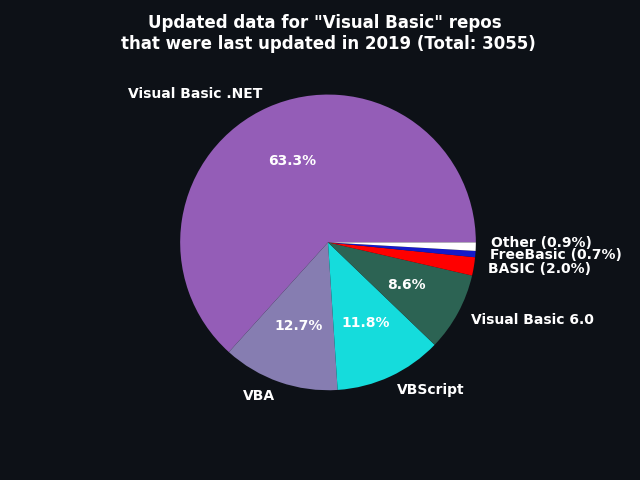 Updated data for "Visual Basic" repos
that were last updated in 2019 (Total: 3055)
Visual Basic .NET
63.3%
Other (0.9%)
FreeBasic (0.7%)
BASIC (2.0%)
8.6%
Visual Basic 6.0
12.7%
11.8%
VBScript
VBA